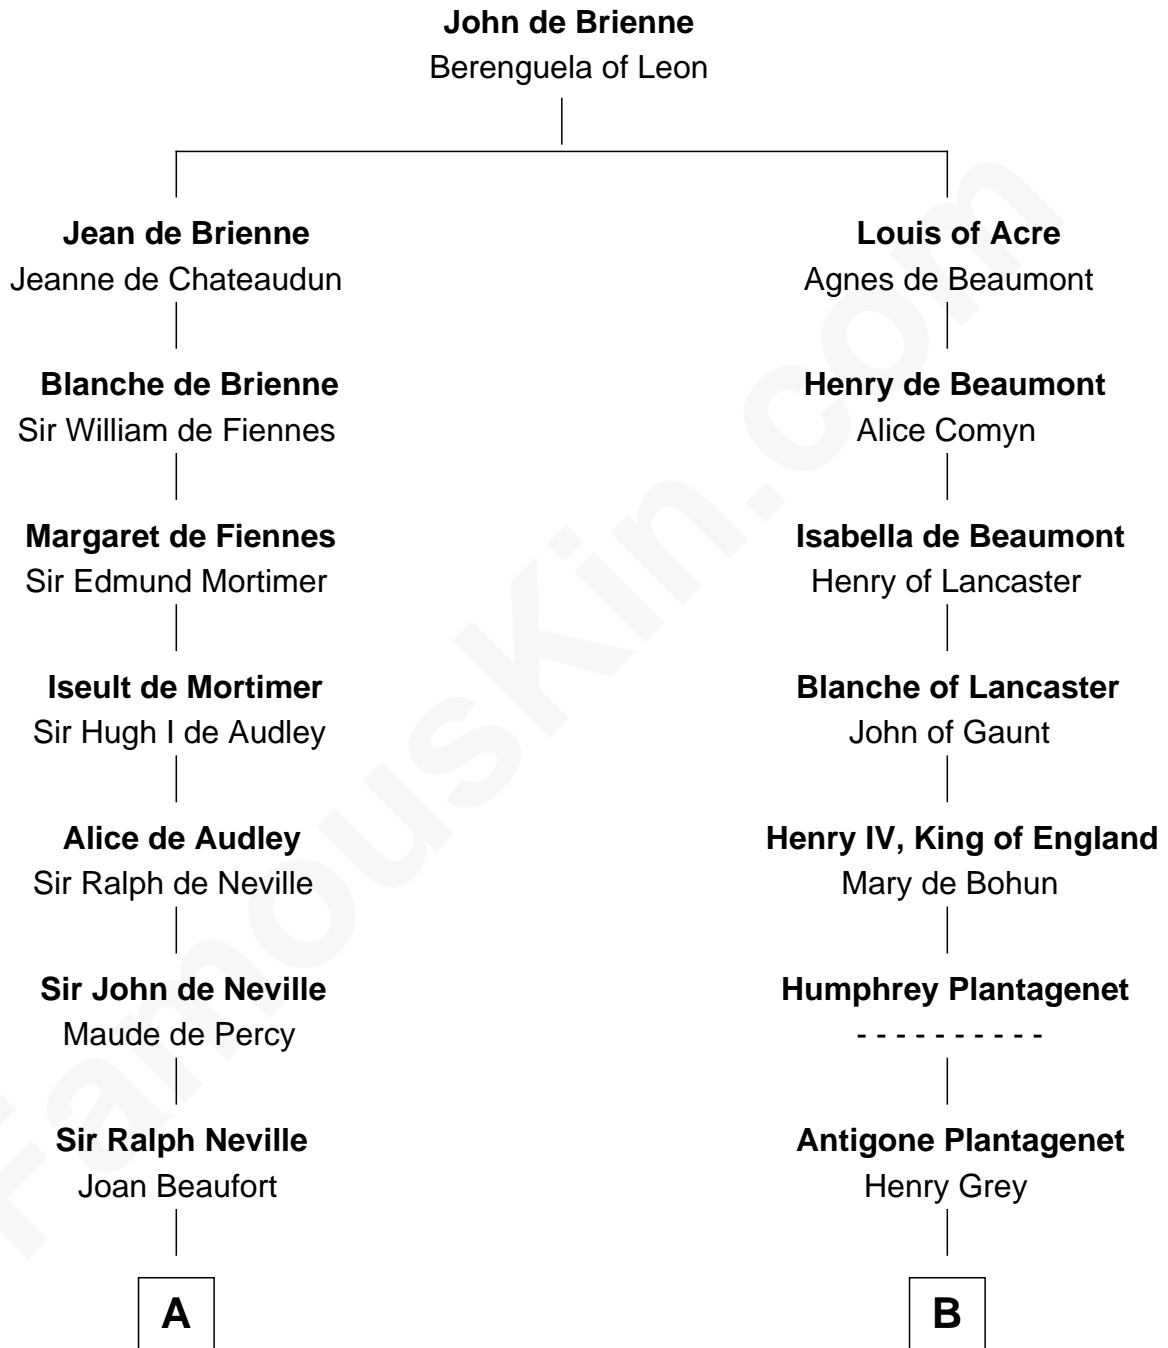 John de Brienne
Berenguela of Leon
Jean de Brienne
Jeanne de Chateaudun
Louis of Acre
Agnes de Beaumont
Blanche de Brienne
Sir William de Fiennes
Henry de Beaumont
Alice Comyn
Margaret de Fiennes
Sir Edmund Mortimer
Isabella de Beaumont
Henry of Lancaster
Iseult de Mortimer
Sir Hugh I de Audley
Blanche of Lancaster
John of Gaunt
Alice de Audley
Sir Ralph de Neville
Henry IV, King of England
Mary de Bohun
Sir John de Neville
Maude de Percy
Humphrey Plantagenet
- - - - - - - - - -
Sir Ralph Neville
Joan Beaufort
Antigone Plantagenet
Henry Grey
A
B
FamousKin.com